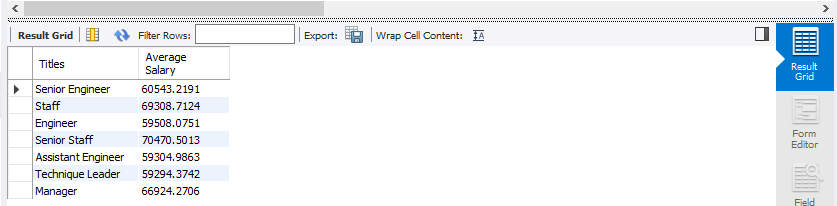 Result Grid Filter Rows: Export: Wrap Cell Content:
Titles Average Salary
Senior Engineer 60543.2191
Staff 69308.7124
Engineer 59508.0751
Senior Staff 70470.5013
Assistant Engineer 59304.9863
Technique Leader 59294.3742
Manager 66924.2706
Result
Grid
Form
Editor
Field